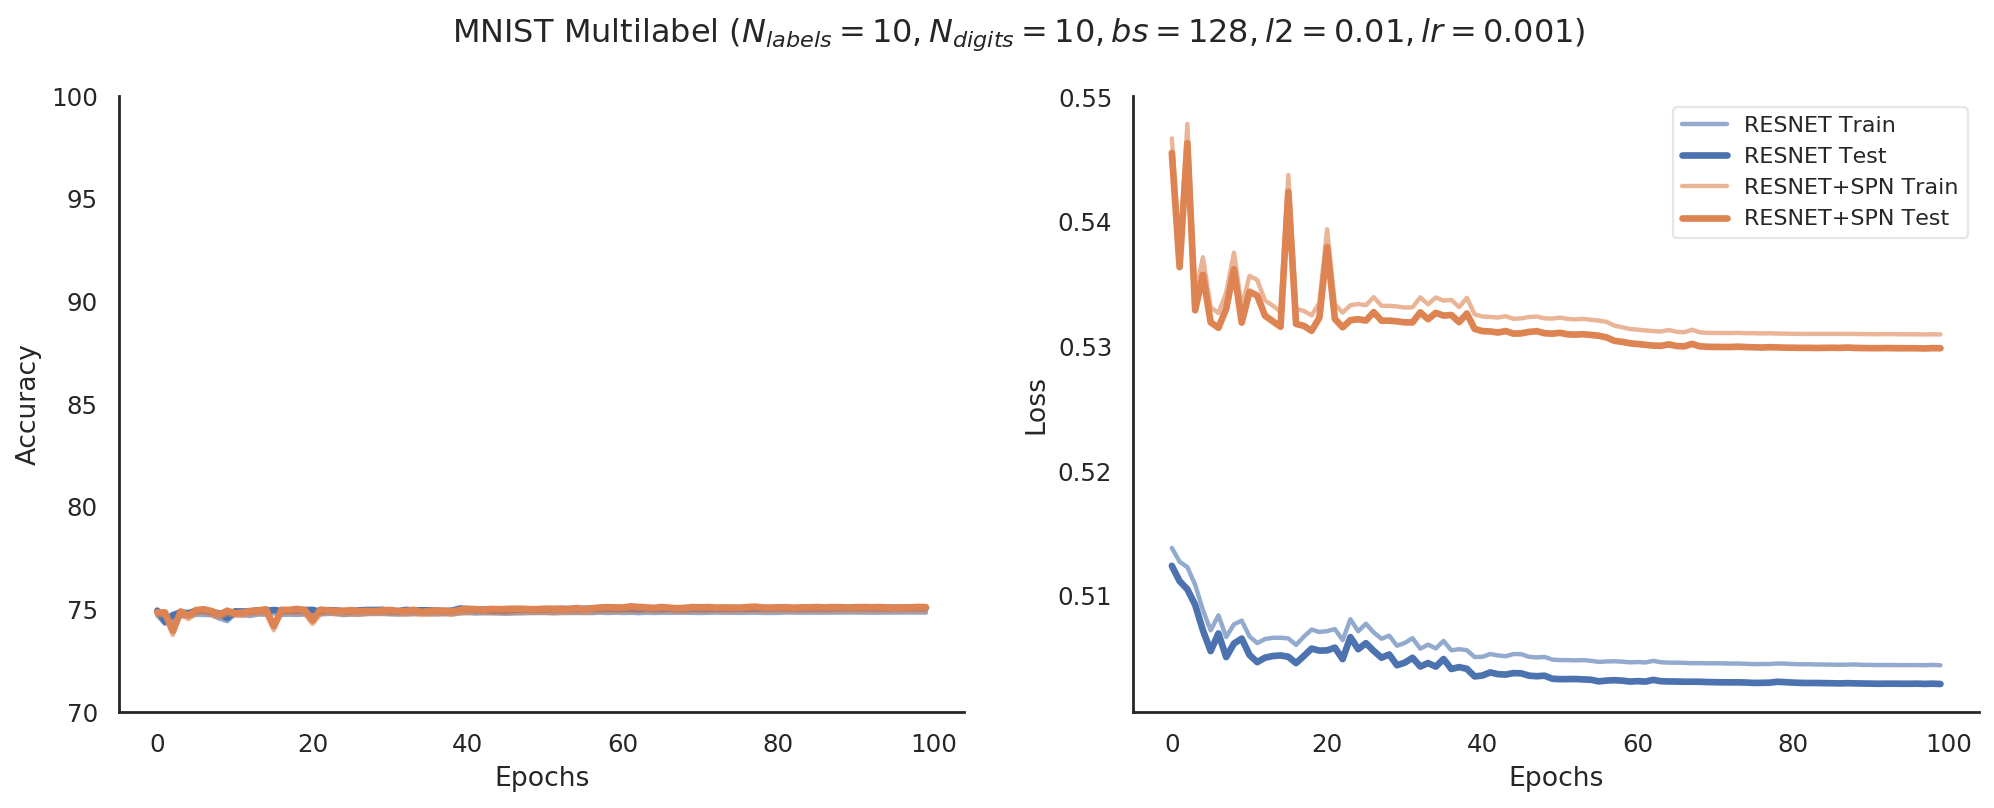 MNIST Multilabel (N_labels = 10, N_digits = 10, bs = 128, l2 = 0.01, lr = 0.001)
100
95
90
85
80
75
70
Accuracy
0
20
40
60
80
100
Epochs
0.55
0.54
0.53
0.52
0.51
Loss
0
20
40
60
80
100
Epochs
RESNET Train
RESNET Test
RESNET+SPN Train
RESNET+SPN Test